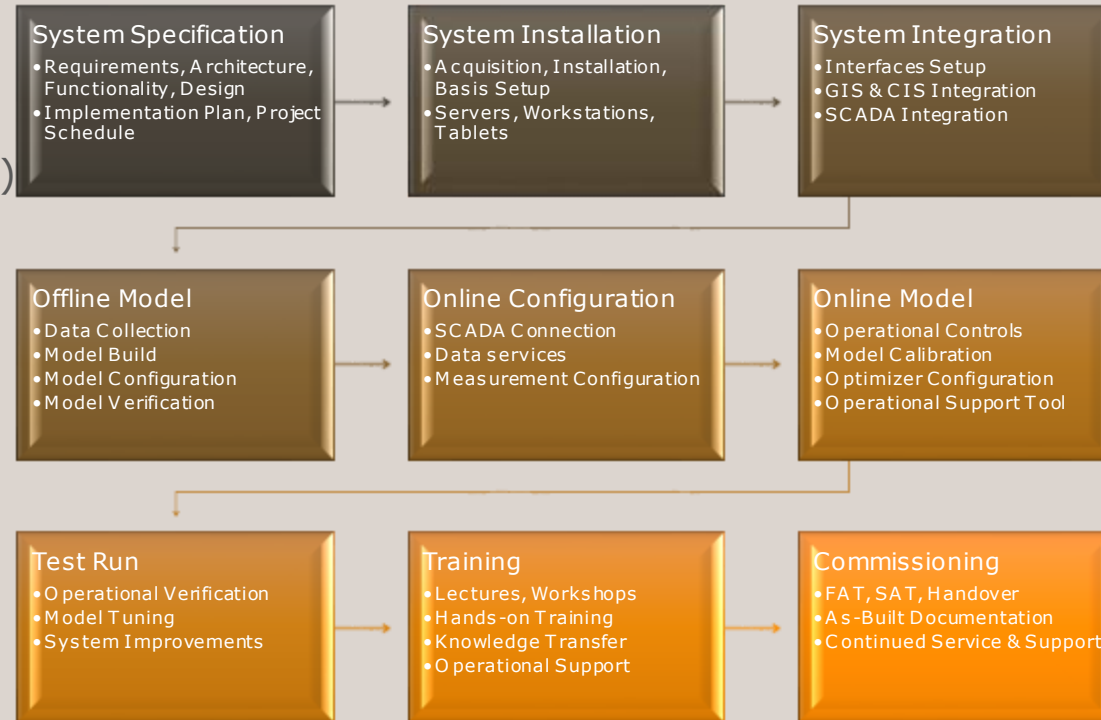 System Specification
•Requirements, Architecture,
Functionality, Design
•Implementation Plan, Project
Schedule
System Installation
•Acquisition, Installation,
Basis Setup
•Servers, Workstations,
Tablets
System Integration
•Interfaces Setup
•GIS & CIS Integration
•SCADA Integration
)
Offline Model
•Data Collection
•Model Build
•Model Configuration
•Model Verification
Online Configuration
•SCADA Connection
•Data services
•Measurement Configuration
Online Model
•Operational Controls
•Model Calibration
•Optimizer Configuration
•Operational Support Tool
Test Run
•Operational Verification
•Model Tuning
•System Improvements
Training
•Lectures, Workshops
•Hands-on Training
•Knowledge Transfer
•Operational Support
Commissioning
•FAT, SAT, Handover
•As-Built Documentation
•Continued Service & Support